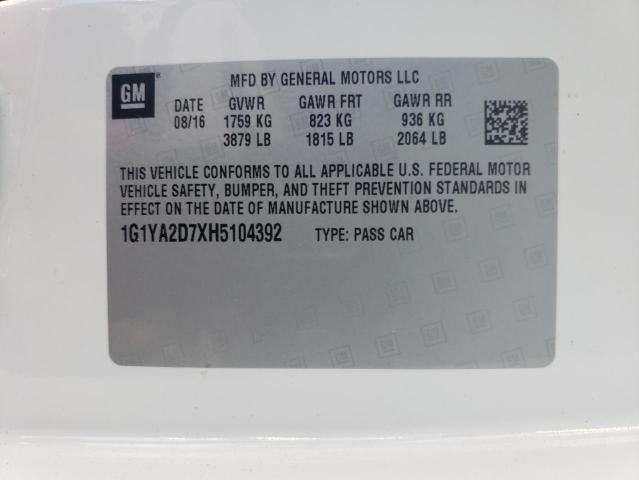 GM ®
MFD BY GENERAL MOTORS LLC
DATE GVWR GAWR FRT GAWR RR
08/16 1759 KG 823 KG 936 KG
3879 LB 1815 LB 2064 LB
THIS VEHICLE CONFORMS TO ALL APPLICABLE U.S. FEDERAL MOTOR
VEHICLE SAFETY, BUMPER, AND THEFT PREVENTION STANDARDS IN
EFFECT ON THE DATE OF MANUFACTURE SHOWN ABOVE.
1G1YA2D7XH5104392 TYPE: PASS CAR